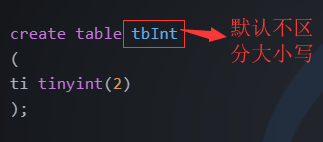 create table tbInt
默认不区
分大小写
(
ti tinyint(2)
);